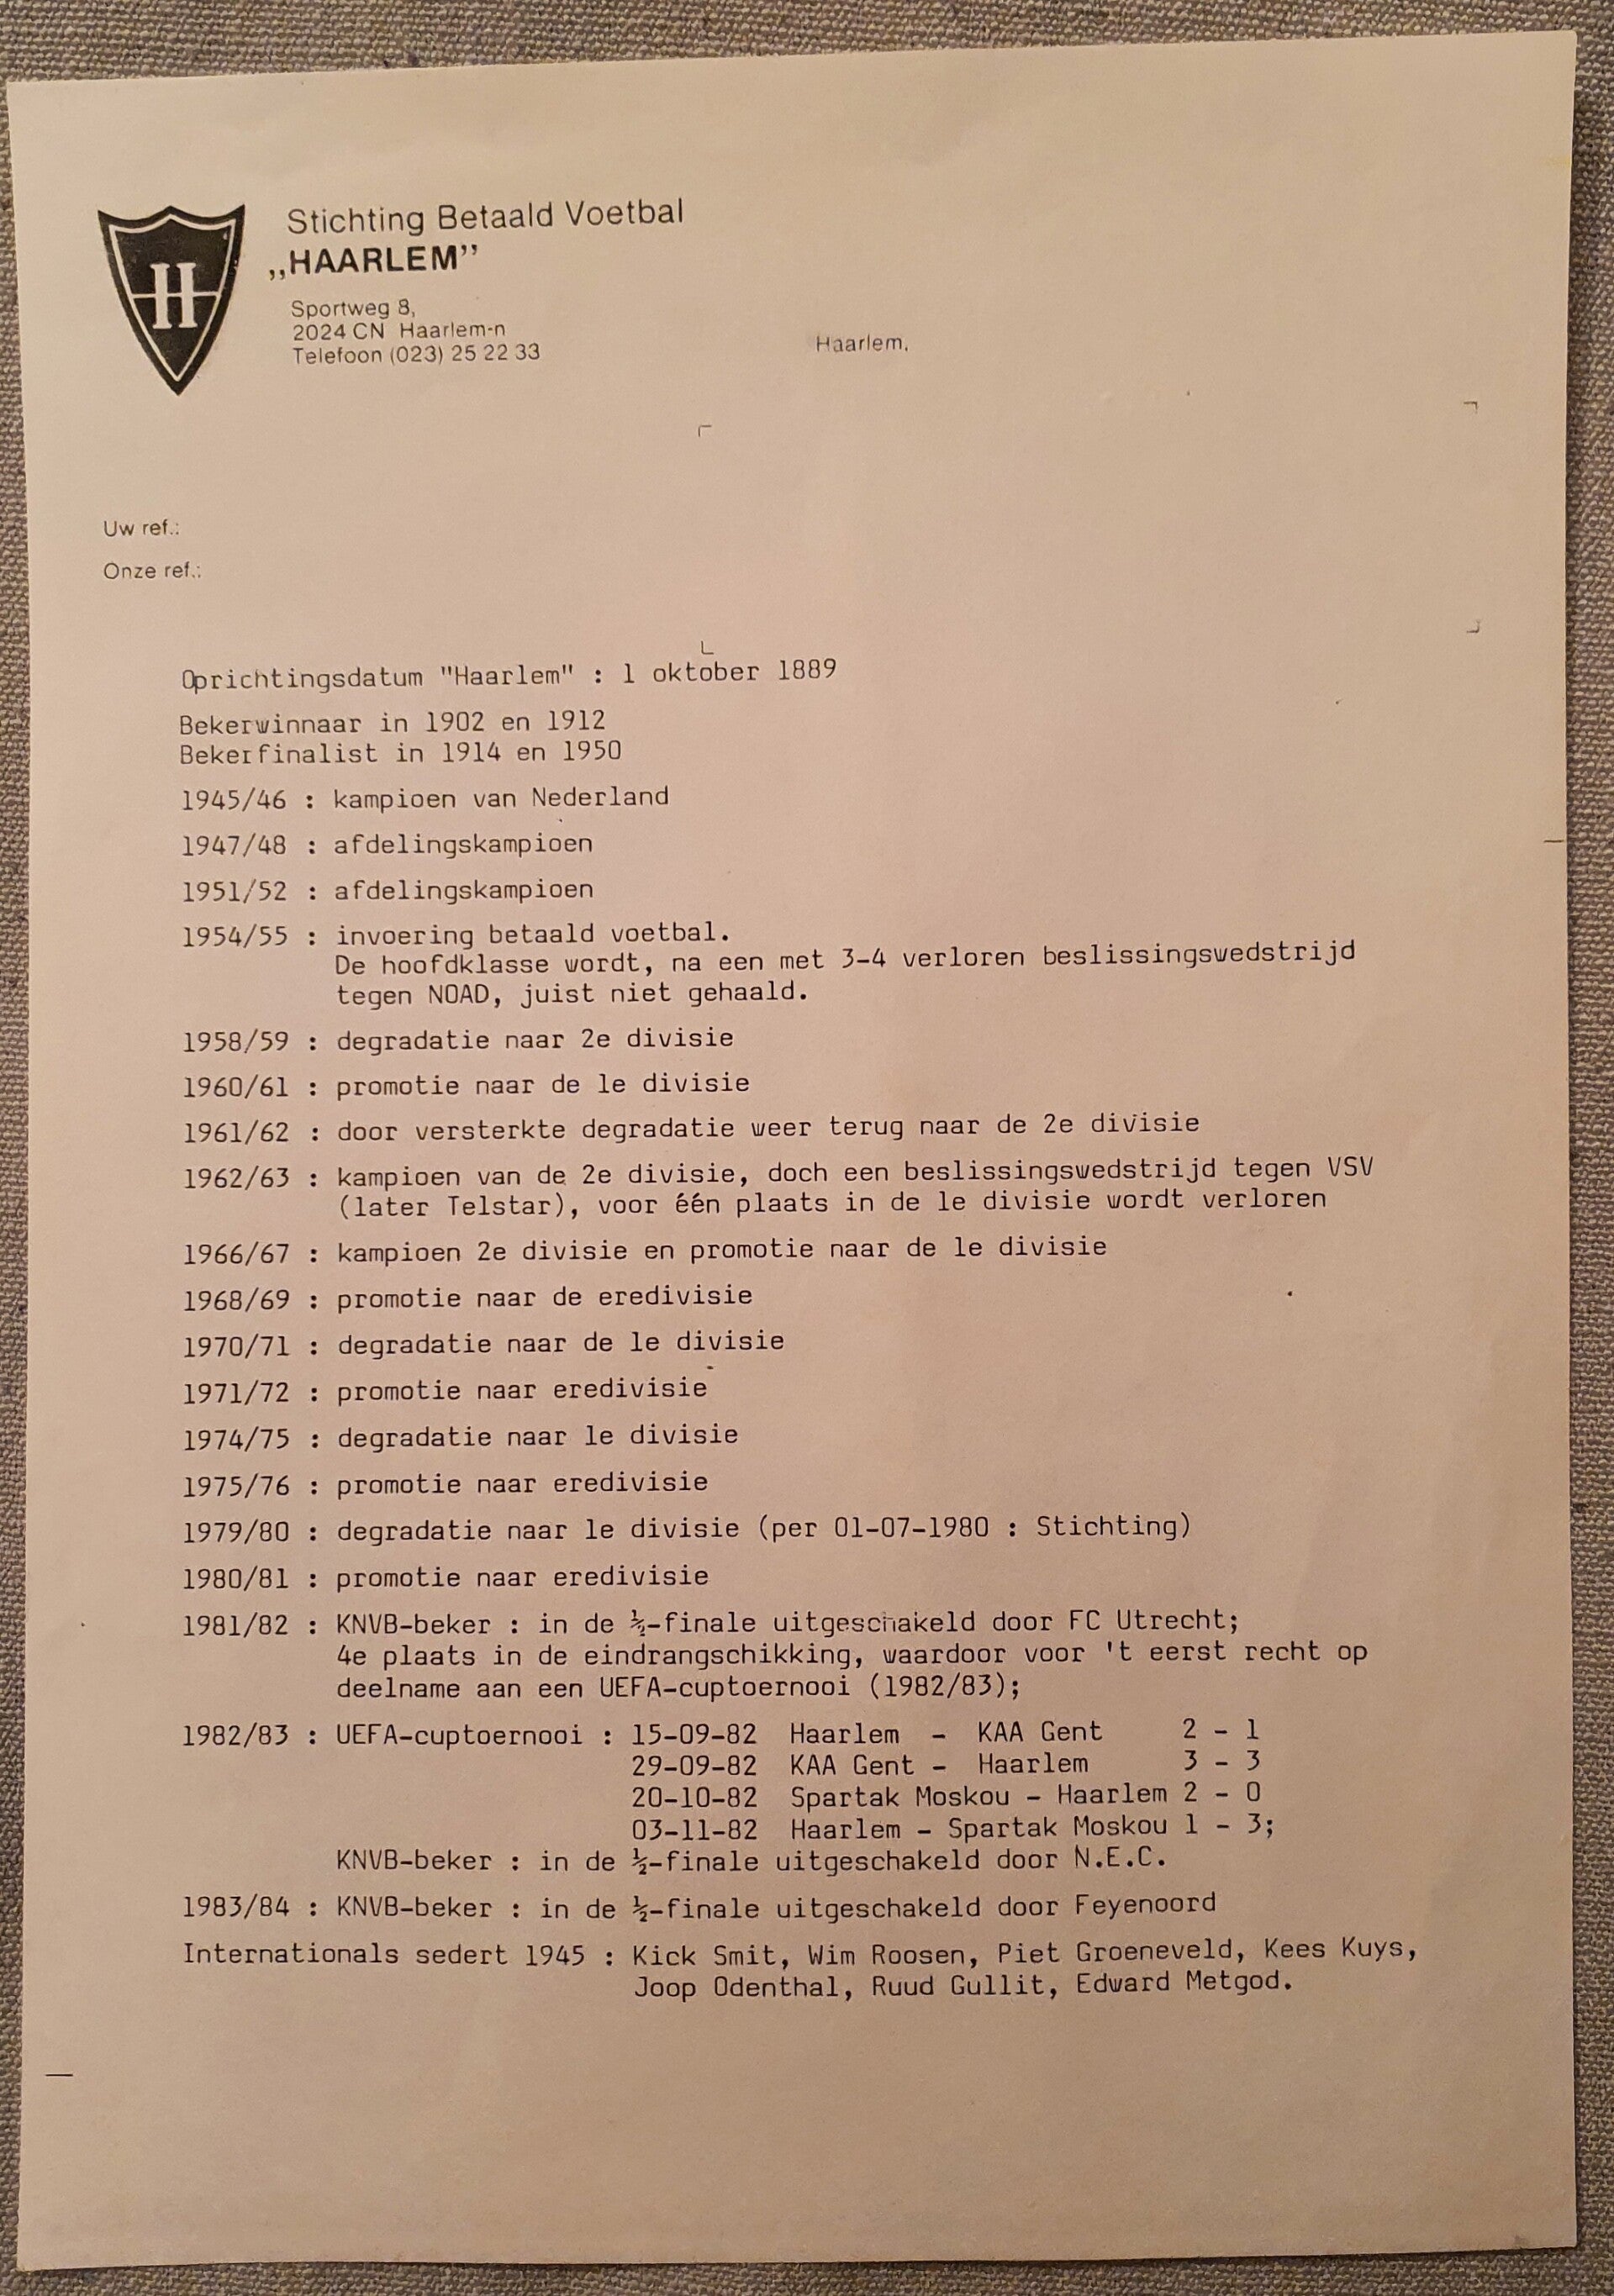 H
Stichting Betaald Voetbal
„HAARLEM”
Sportweg 8,
2024 CN Haarlem-n
Telefoon (023) 25 22 33
Haarlem,
Uw ref.:
Onze ref.:
Oprichtingsdatum "Haarlem" : 1 oktober 1889
Bekerwinnaar in 1902 en 1912
Bekerfinalist in 1914 en 1950
1945/46 : kampioen van Nederland
1947/48 : afdelingskampioen
1951/52 : afdelingskampioen
1954/55 : invoering betaald voetbal.
De hoofdklasse wordt, na een met 3-4 verloren beslissingswedstrijd
tegen NOAD, juist niet gehaald.
1958/59 : degradatie naar 2e divisie
1960/61 : promotie naar de le divisie
1961/62 : door versterkte degradatie weer terug naar de 2e divisie
1962/63 : kampioen van de 2e divisie, doch een beslissingswedstrijd tegen VSV
(later Telstar), voor één plaats in de le divisie wordt verloren
1966/67 : kampioen 2e divisie en promotie naar de le divisie
1968/69 : promotie naar de eredivisie
1970/71 : degradatie naar de le divisie
1971/72 : promotie naar eredivisie
1974/75 : degradatie naar le divisie
1975/76 : promotie naar eredivisie
1979/80 : degradatie naar le divisie (per 01-07-1980 : Stichting)
1980/81 : promotie naar eredivisie
1981/82 : KNVB-beker : in de ½-finale uitgeschakeld door FC Utrecht;
4e plaats in de eindrangschikking, waardoor voor 't eerst recht op
deelname aan een UEFA-cuptoernooi (1982/83);
1982/83 : UEFA-cuptoernooi : 15-09-82 Haarlem - KAA Gent 2 - 1
29-09-82 KAA Gent - Haarlem 3 - 3
20-10-82 Spartak Moskou - Haarlem 2 - 0
03-11-82 Haarlem - Spartak Moskou 1 - 3;
KNVB-beker : in de ½-finale uitgeschakeld door N.E.C.
1983/84 : KNVB-beker : in de ½-finale uitgeschakeld door Feyenoord
Internationals sedert 1945 : Kick Smit, Wim Roosen, Piet Groeneveld, Kees Kuys,
Joop Odenthal, Ruud Gullit, Edward Metgod.